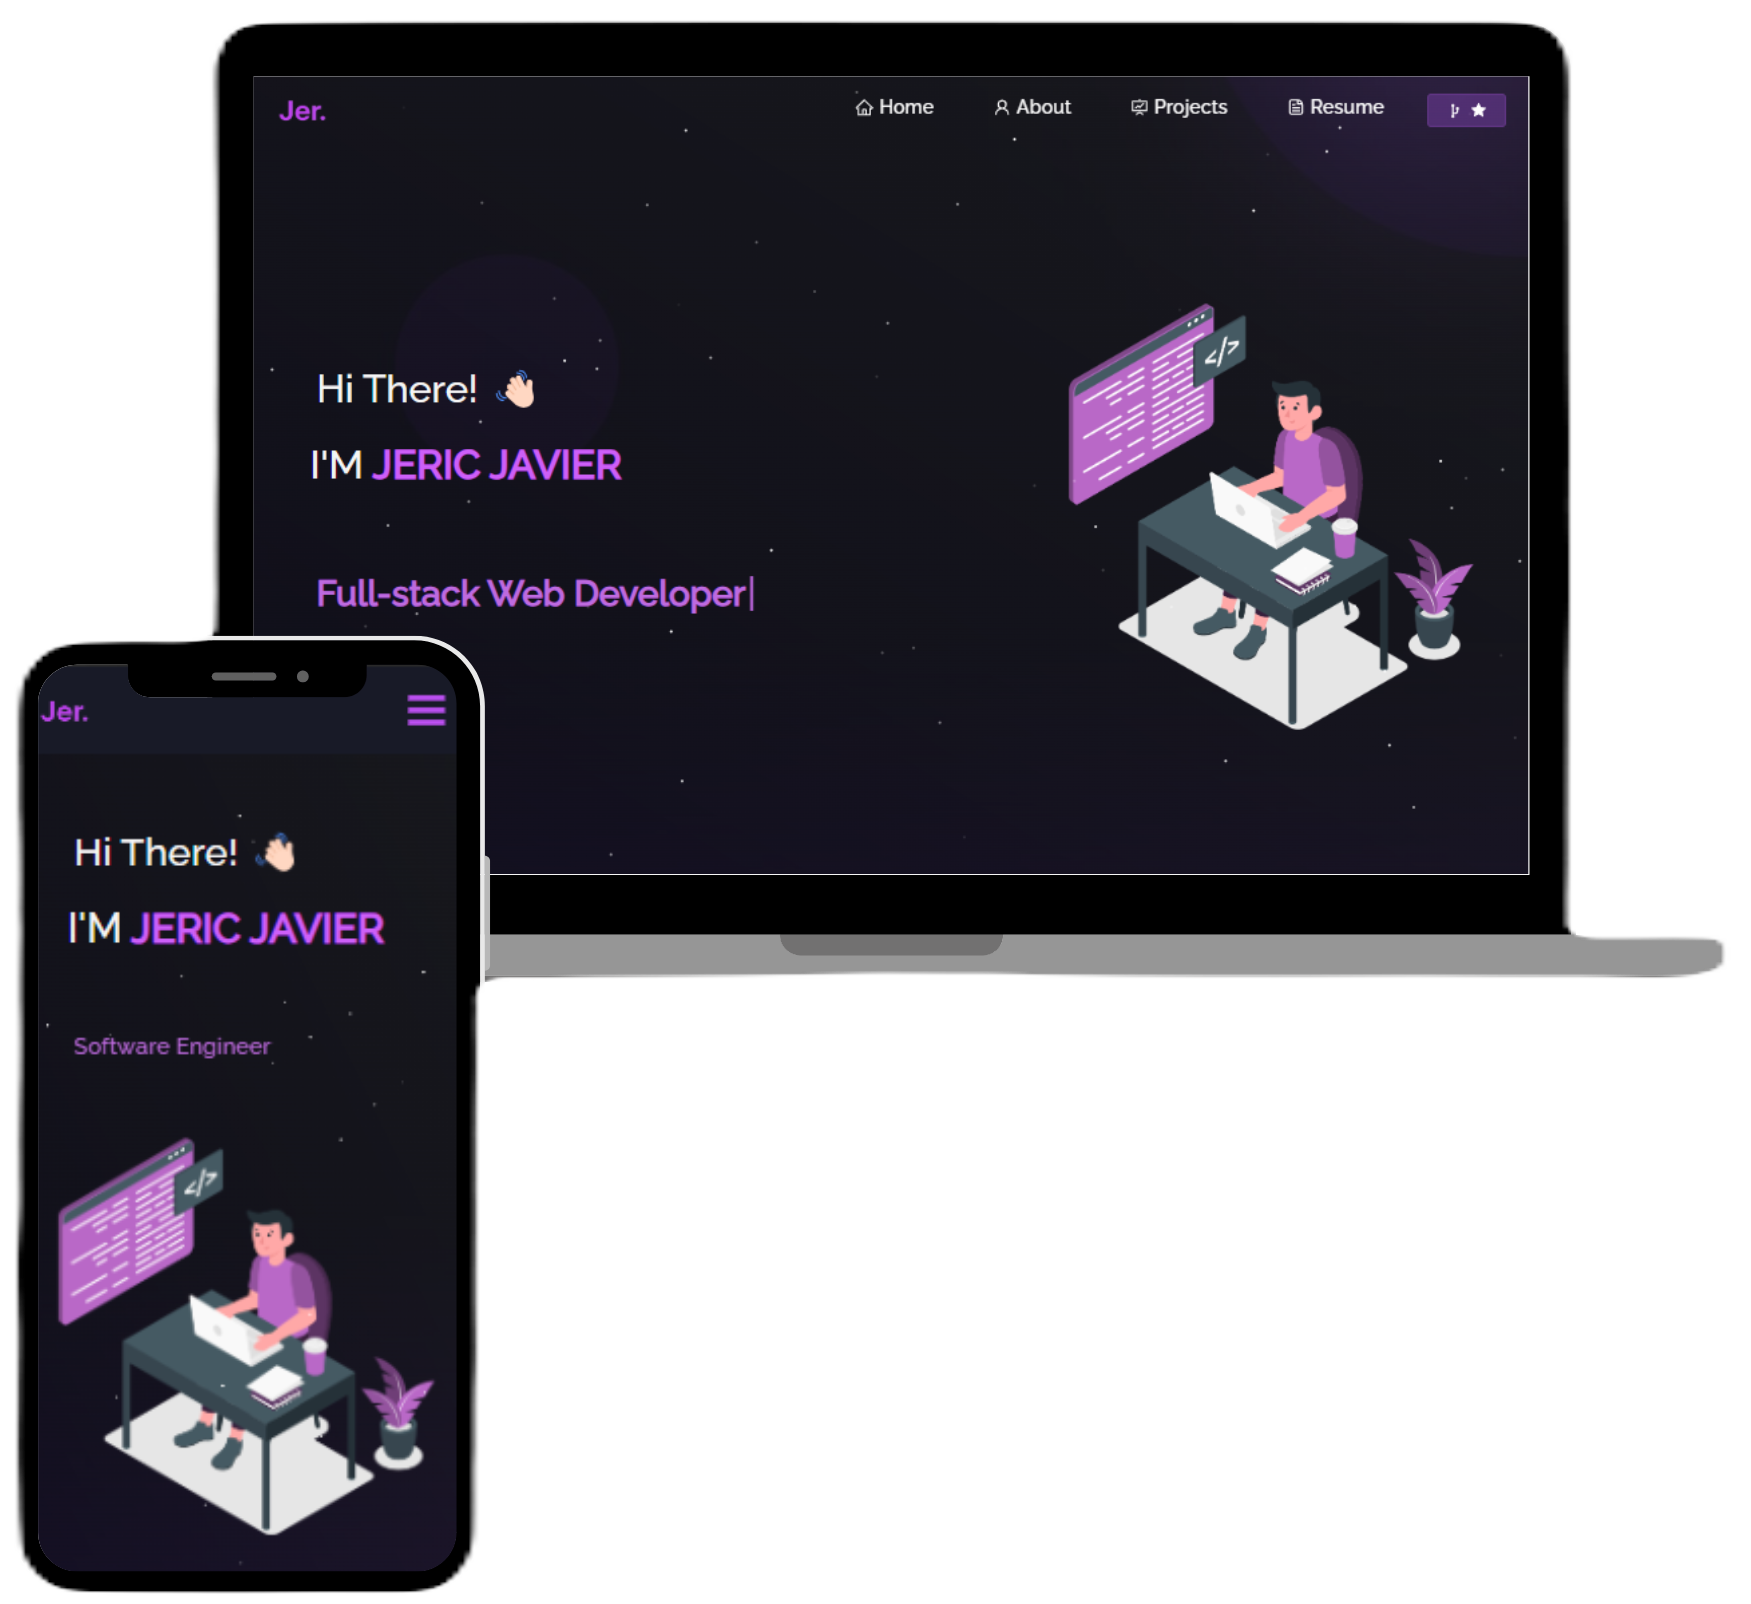 Jer.
Home About Projects Resume
Hi There!
I'M JERIC JAVIER
Full-stack Web Developer|
</>
Jer.
Hi There!
I'M JERIC JAVIER
Software Engineer
</>